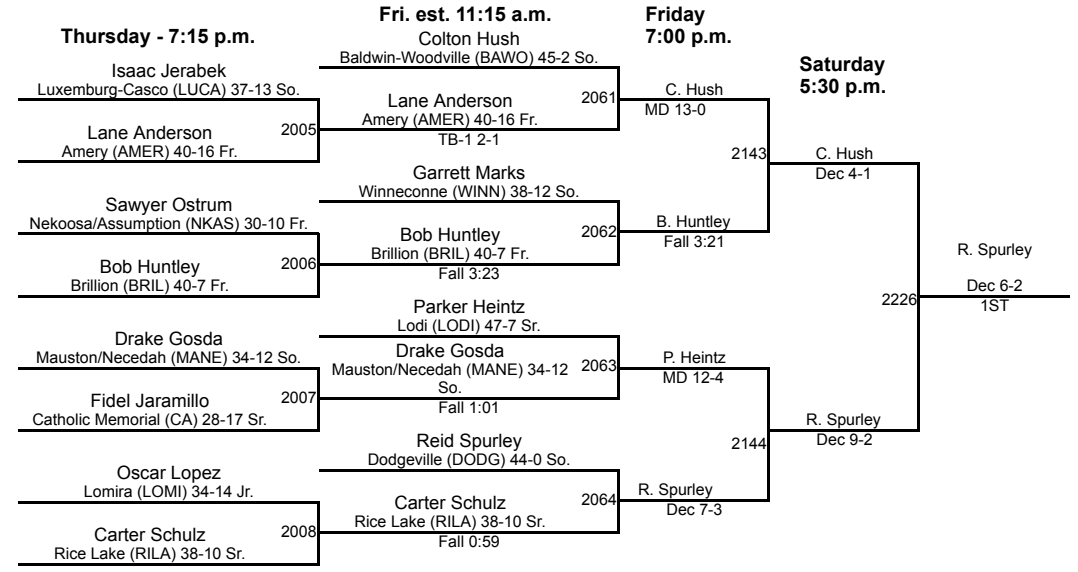 Thursday - 7:15 p.m.
Fri. est. 11:15 a.m.
Friday
7:00 p.m.
Saturday
5:30 p.m.
Isaac Jerabek
Luxemburg-Casco (LUCA) 37-13 So.
2005
Lane Anderson
Amery (AMER) 40-16 Fr.
Sawyer Ostrum
Nekoosa/Assumption (NKAS) 30-10 Fr.
2006
Bob Huntley
Brillion (BRIL) 40-7 Fr.
Drake Gosda
Mauston/Necedah (MANE) 34-12 So.
2007
Fidel Jaramillo
Catholic Memorial (CA) 28-17 Sr.
Oscar Lopez
Lomira (LOMI) 34-14 Jr.
2008
Carter Schulz
Rice Lake (RILA) 38-10 Sr.
Colton Hush
Baldwin-Woodville (BAWO) 45-2 So.
2061
Lane Anderson
Amery (AMER) 40-16 Fr.
TB-1 2-1
Garrett Marks
Winneconne (WINN) 38-12 So.
2062
Bob Huntley
Brillion (BRIL) 40-7 Fr.
Fall 3:23
Parker Heintz
Lodi (LODI) 47-7 Sr.
2063
Drake Gosda
Mauston/Necedah (MANE) 34-12
So.
Fall 1:01
Reid Spurley
Dodgeville (DODG) 44-0 So.
2064
Carter Schulz
Rice Lake (RILA) 38-10 Sr.
Fall 0:59
C. Hush
MD 13-0
2143
B. Huntley
Fall 3:21
P. Heintz
MD 12-4
2144
R. Spurley
Dec 7-3
C. Hush
Dec 4-1
2226
R. Spurley
Dec 9-2
R. Spurley
Dec 6-2
1ST